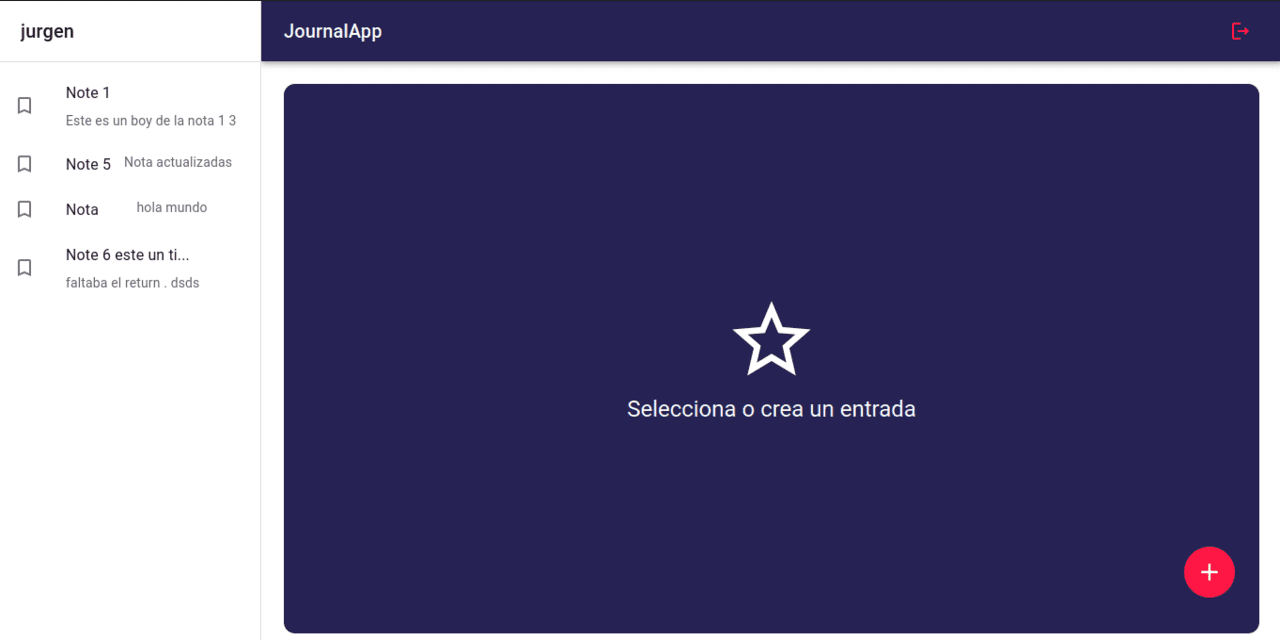 jurgen
JournalApp
Note 1
Este es un boy de la nota 1 3
Note 5 Nota actualizadas
Nota hola mundo
Note 6 este un ti...
faltaba el return . dsds
Selecciona o crea un entrada